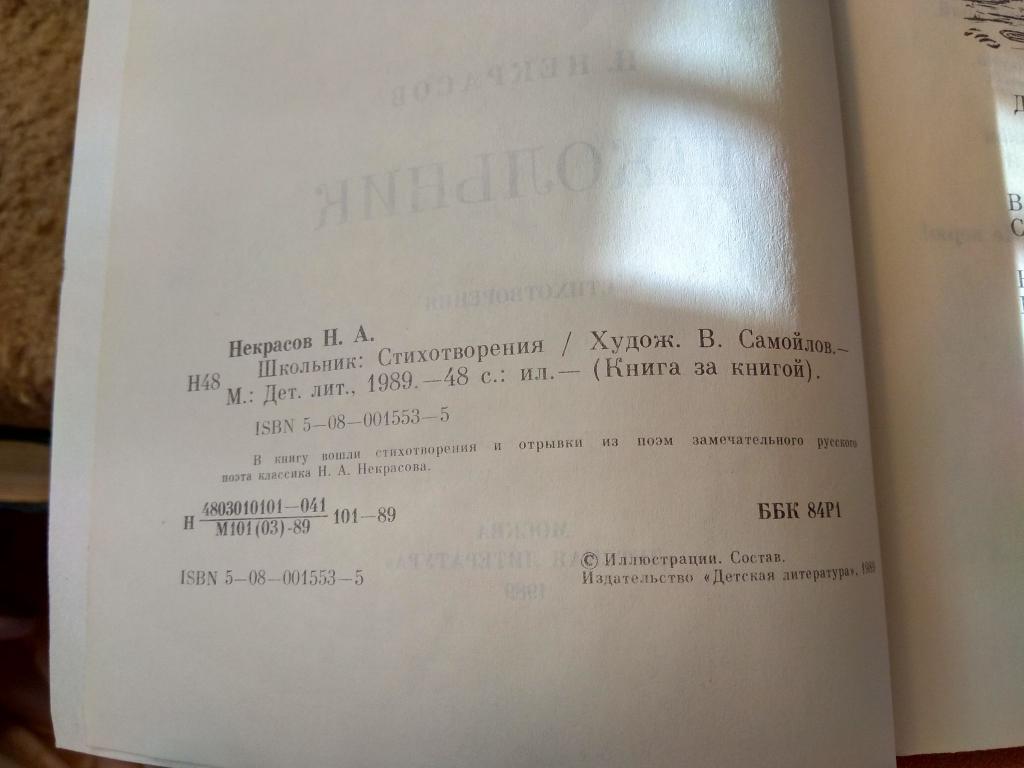 Некрасов Н. А.
Н48 Школьник: Стихотворения / Худож. В. Самойлов.—
М.: Дет. лит., 1989.—48 с.: ил.— (Книга за книгой).
ISBN 5—08—001553—5
В книгу вошли стихотворения и отрывки из поэм замечательного русского
поэта классика Н. А. Некрасова.
Н 4803010101—041
М101(03)-89 101—89
ББК 84Р1
ISBN 5—08—001553—5
© Иллюстрации. Состав.
Издательство «Детская литература», 1989